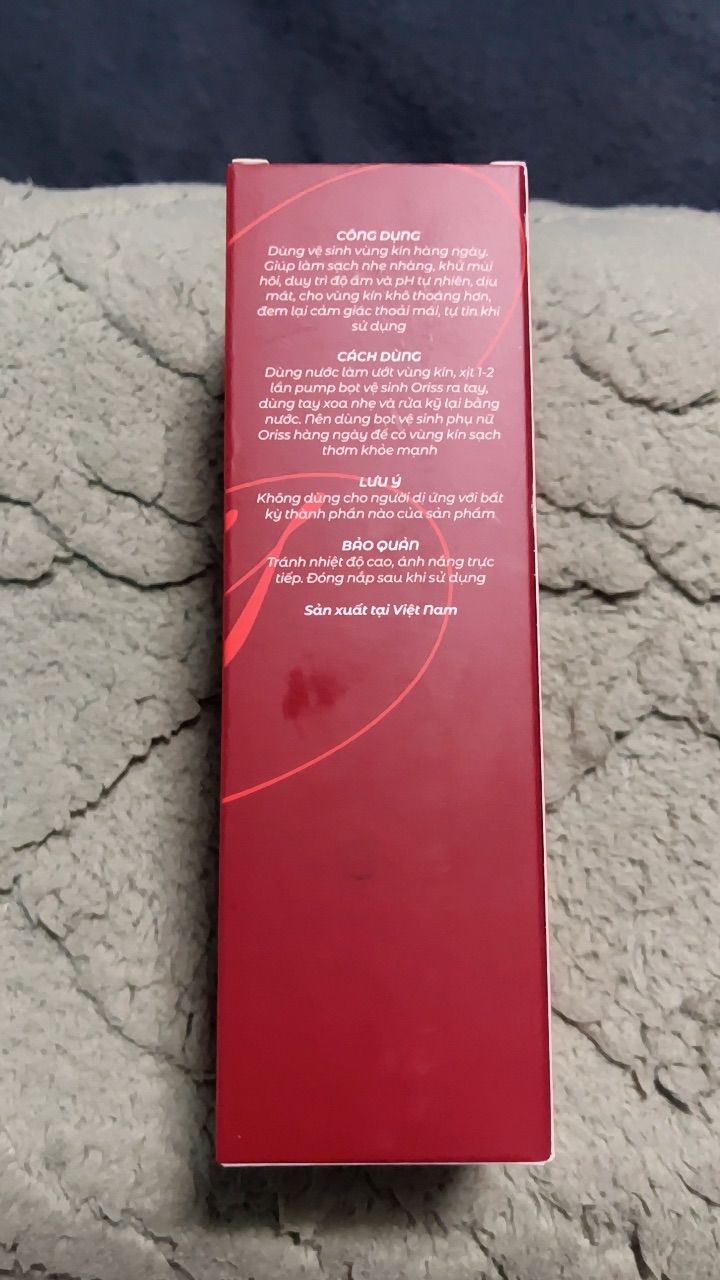 CÔNG DỤNG
Dùng vệ sinh vùng kín hàng ngày.
Giúp làm sạch nhẹ nhàng, khử mùi
hôi, duy trì độ ẩm và pH tự nhiên, dịu
mát, cho vùng kín khô thoáng hơn,
đem lại cảm giác thoải mái, tự tin khi
sử dụng
CÁCH DÙNG
Dùng nước làm ướt vùng kín, xịt 1-2
lần pump bọt vệ sinh Oriss ra tay,
dùng tay xoa nhẹ và rửa kỹ lại bằng
nước. Nên dùng bọt vệ sinh phụ nữ
Oriss hàng ngày để có vùng kín sạch
thơm khỏe mạnh
LƯU Ý
Không dùng cho người dị ứng với bất
kỳ thành phần nào của sản phẩm
BẢO QUẢN
Tránh nhiệt độ cao, ánh nắng trực
tiếp. Đóng nắp sau khi sử dụng
Sản xuất tại Việt Nam